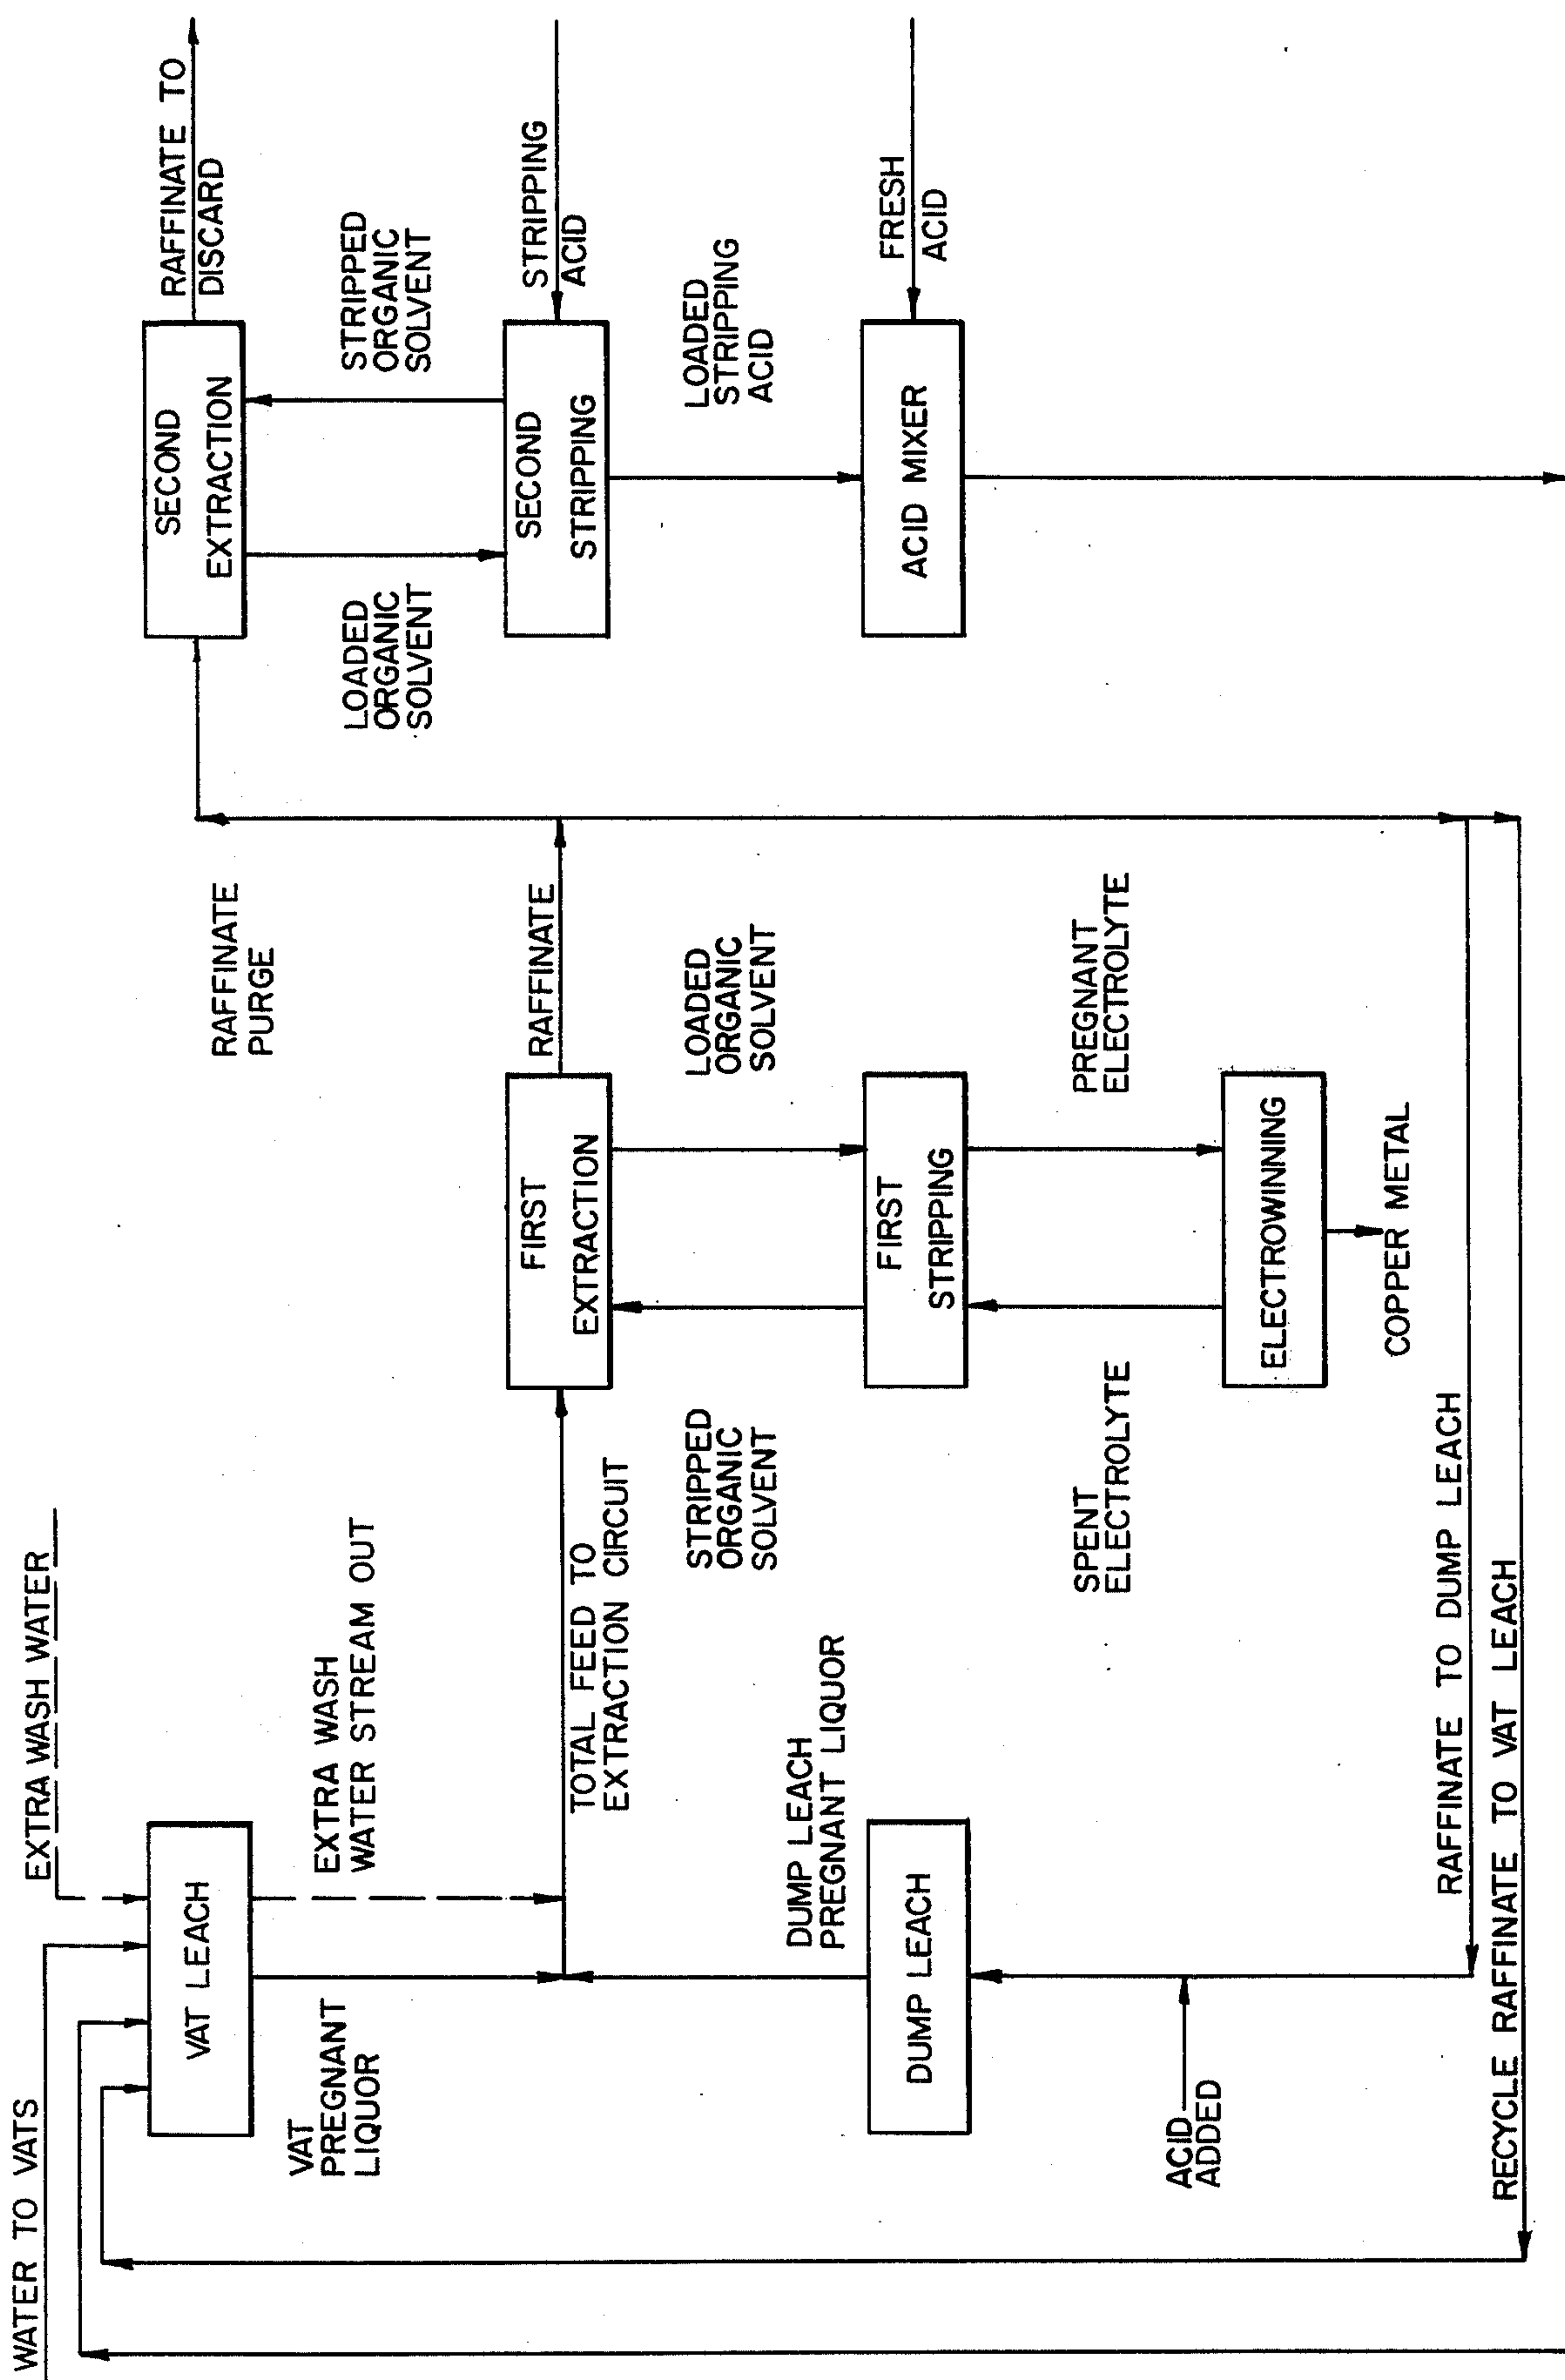 WATER TO VATS
EXTRA WASH WATER
VAT LEACH
VAT
PREGNANT
LIQUOR
EXTRA WASH
WATER STREAM OUT
TOTAL FEED TO
EXTRACTION CIRCUIT
DUMP LEACH
PREGNANT LIQUOR
DUMP LEACH
ACID
ADDED
RAFFINATE TO DUMP LEACH
RECYCLE RAFFINATE TO VAT LEACH
FIRST
EXTRACTION
STRIPPED
ORGANIC
SOLVENT
LOADED
ORGANIC
SOLVENT
FIRST
STRIPPING
SPENT
ELECTROLYTE
PREGNANT
ELECTROLYTE
ELECTROWINNING
COPPER METAL
RAFFINATE
RAFFINATE
PURGE
SECOND
EXTRACTION
RAFFINATE TO
DISCARD
LOADED
ORGANIC
SOLVENT
STRIPPED
ORGANIC
SOLVENT
SECOND
STRIPPING
STRIPPING
ACID
LOADED
STRIPPING
ACID
ACID MIXER
FRESH
ACID